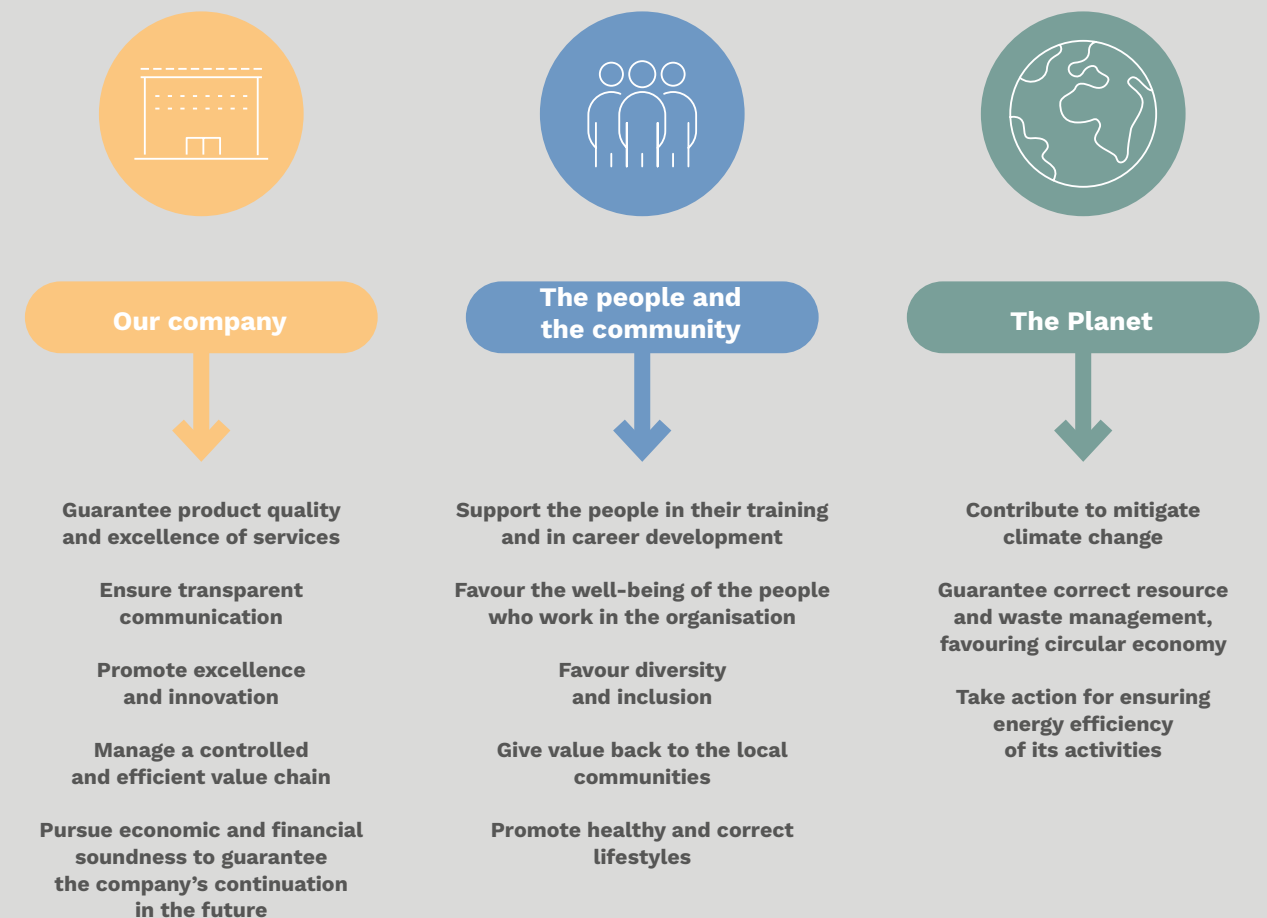 Our company
Guarantee product quality
and excellence of services
Ensure transparent
communication
Promote excellence
and innovation
Manage a controlled
and efficient value chain
Pursue economic and financial
soundness to guarantee
the company’s continuation
in the future
The people and
the community
Support the people in their training
and in career development
Favour the well-being of the people
who work in the organisation
Favour diversity
and inclusion
Give value back to the local
communities
Promote healthy and correct
lifestyles
The Planet
Contribute to mitigate
climate change
Guarantee correct resource
and waste management,
favouring circular economy
Take action for ensuring
energy efficiency
of its activities